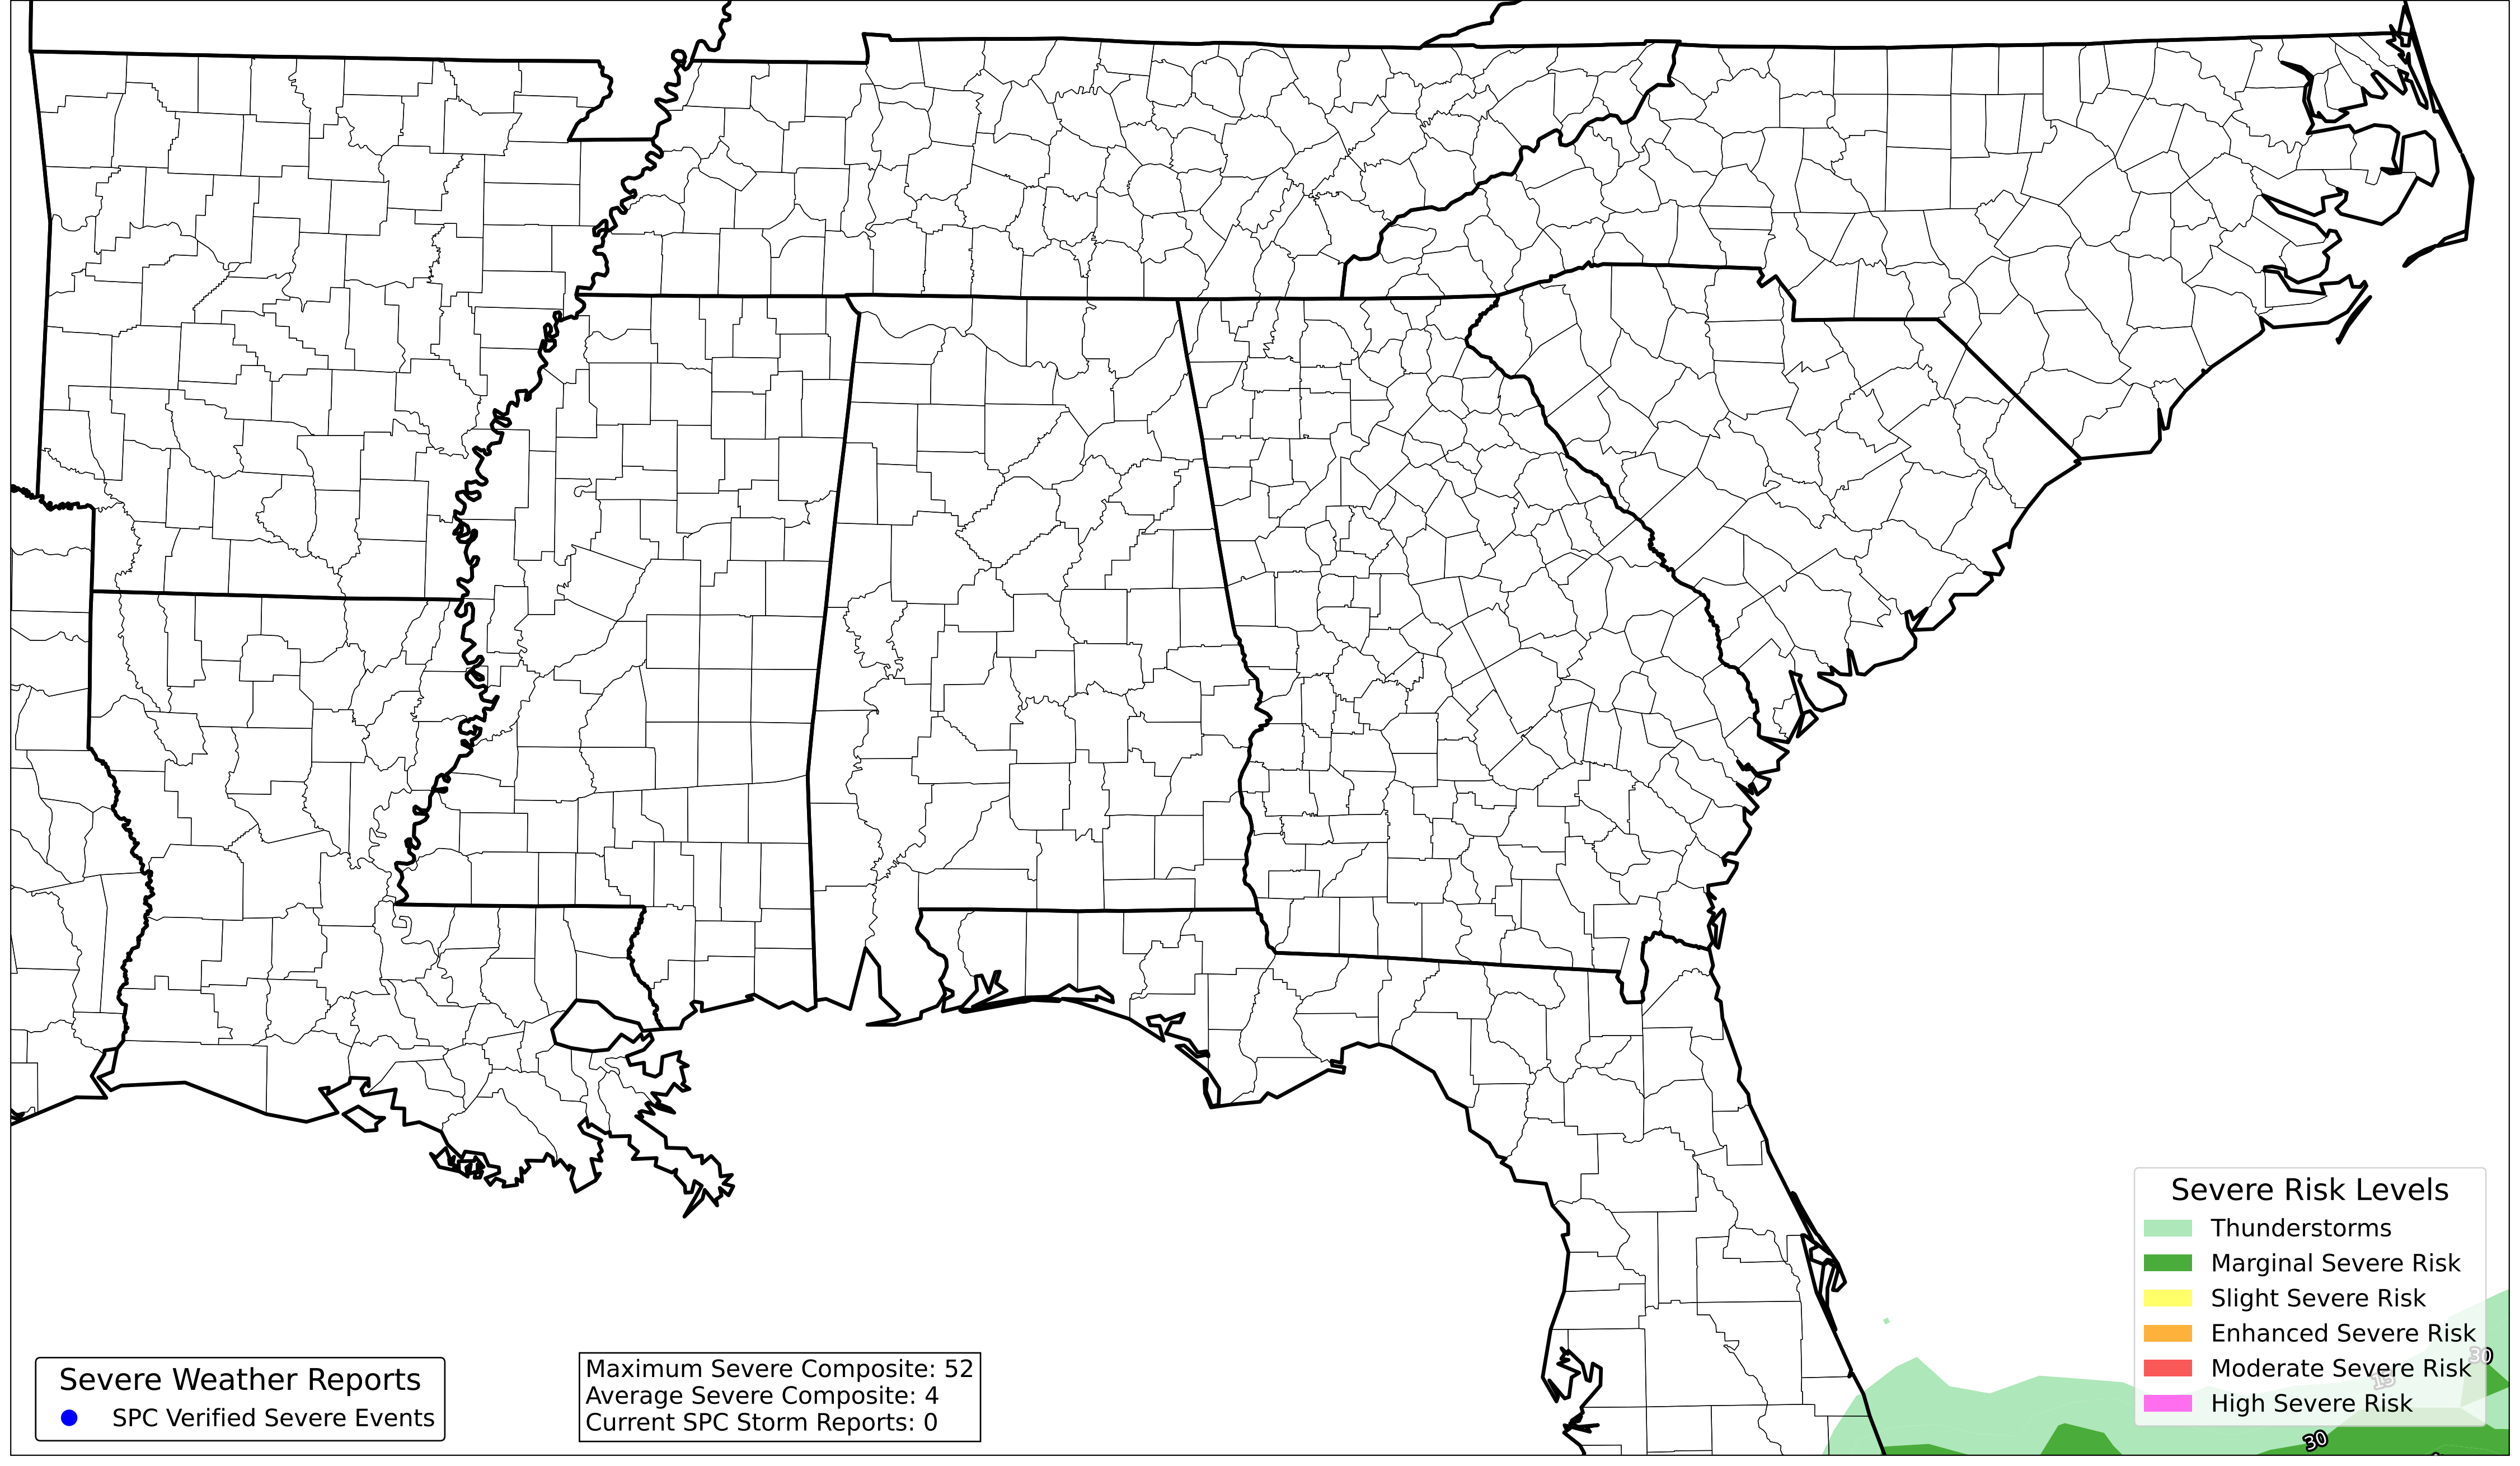 Severe Risk Levels
Thunderstorms
Marginal Severe Risk
Slight Severe Risk
Enhanced Severe Risk
30
Moderate Severe Risk
15
High Severe Risk
30
Severe Weather Reports
SPC Verified Severe Events
Maximum Severe Composite: 52
Average Severe Composite: 4
Current SPC Storm Reports: 0